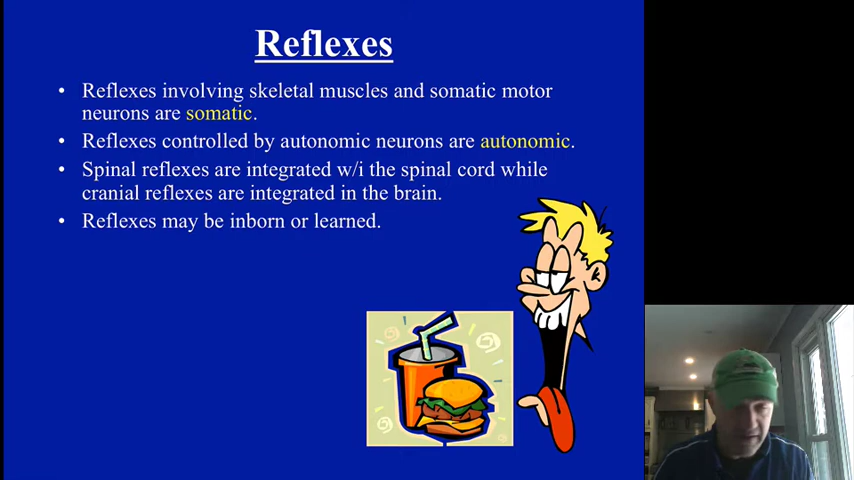 Reflexes
• Reflexes involving skeletal muscles and somatic motor
neurons are somatic.
• Reflexes controlled by autonomic neurons are autonomic.
• Spinal reflexes are integrated w/i the spinal cord while
cranial reflexes are integrated in the brain.
• Reflexes may be inborn or learned.